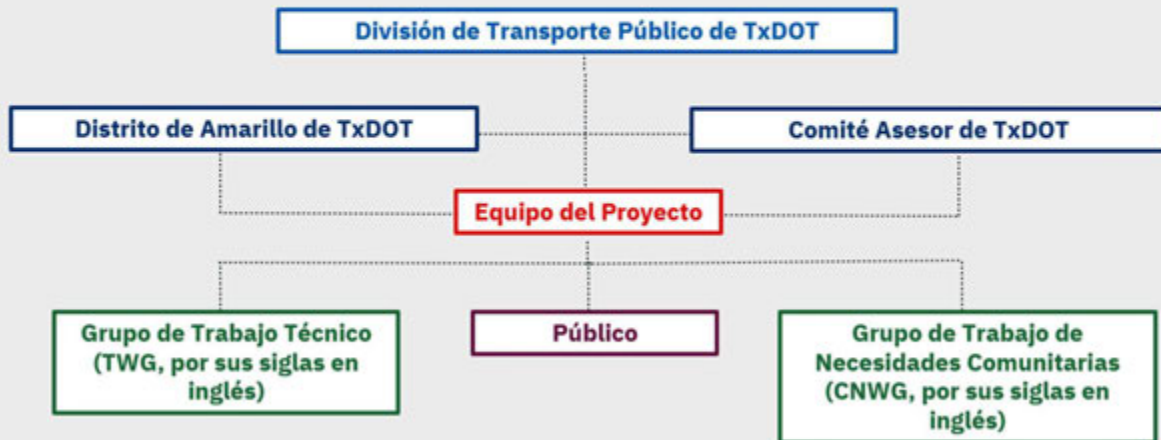 División de Transporte Público de TxDOT
Distrito de Amarillo de TxDOT
Comité Asesor de TxDOT
Equipo del Proyecto
Grupo de Trabajo Técnico
(TWG, por sus siglas en
inglés)
Público
Grupo de Trabajo de
Necesidades Comunitarias
(CNWG, por sus siglas en
inglés)